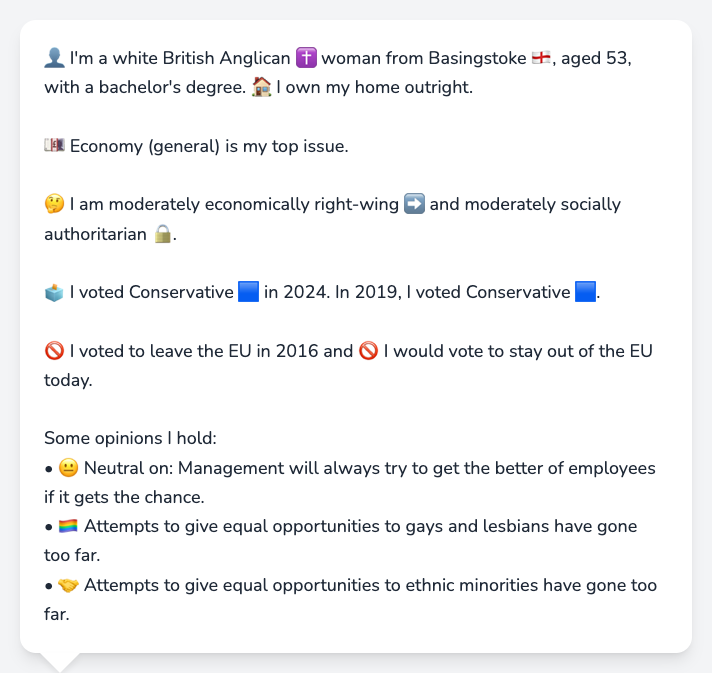 👤 I'm a white British Anglican ✝️ woman from Basingstoke 🏴󠁧󠁢󠁥󠁮󠁧󠁿, aged 53,
with a bachelor's degree. 🏠 I own my home outright.
💷 Economy (general) is my top issue.
🤔 I am moderately economically right-wing ➡️ and moderately socially
authoritarian 🔒.
🗳️ I voted Conservative 🟦 in 2024. In 2019, I voted Conservative 🟦.
🚫 I voted to leave the EU in 2016 and 🚫 I would vote to stay out of the EU
today.
Some opinions I hold:
• 😐 Neutral on: Management will always try to get the better of employees
if it gets the chance.
• 🏳️‍🌈 Attempts to give equal opportunities to gays and lesbians have gone
too far.
• 🤝 Attempts to give equal opportunities to ethnic minorities have gone too
far.